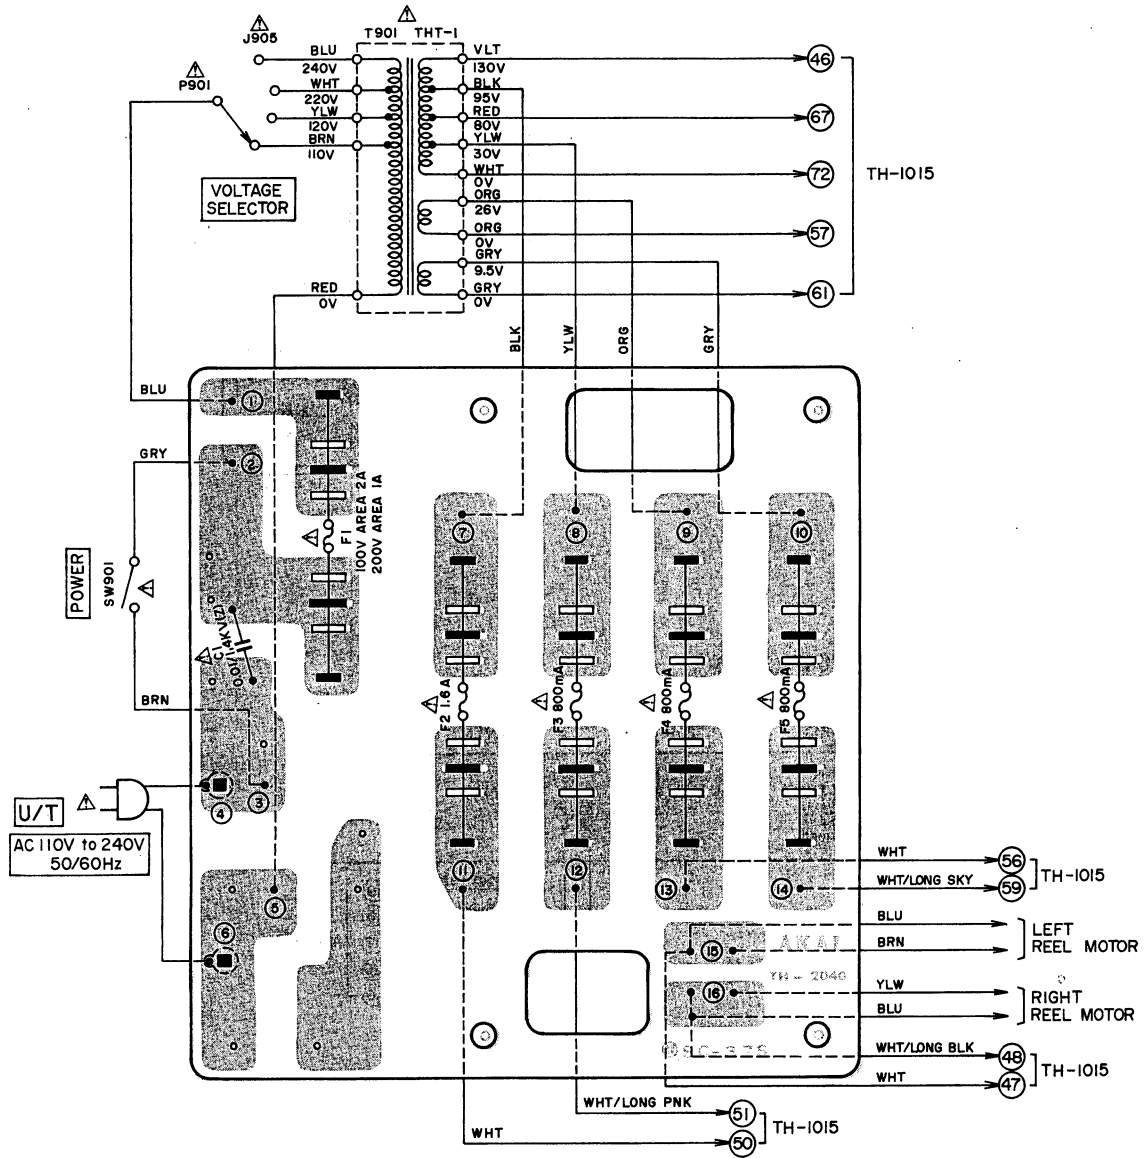 T901 THT-1
J905
P901
BLU
240V
WHT
220V
YLW
120V
BRN
110V
RED
0V
VLT
130V
BLK
95V
RED
80V
YLW
30V
WHT
0V
ORG
26V
ORG
0V
GRY
9.5V
GRY
0V
46
67
72
57
61
TH-1015
VOLTAGE
SELECTOR
BLK
YLW
ORG
GRY
BLU
1
GRY
2
F1
100V AREA 2A
200V AREA 1A
POWER
SW901
C1
0.01/1.4KV(Z)
BRN
4
3
U/T
AC 110V to 240V
50/60Hz
5
6
7
8
9
10
F2 1.6A
F3 800mA
F4 800mA
F5 800mA
11
12
13
14
WHT
56
WHT/LONG SKY
59
TH-1015
BLU
15
BRN
LEFT
REEL MOTOR
AKAI
TH-2040
16
YLW
BLU
RIGHT
REEL MOTOR
WHT/LONG BLK
48
WHT
47
TH-1015
WHT/LONG PNK
51
WHT
50
TH-1015